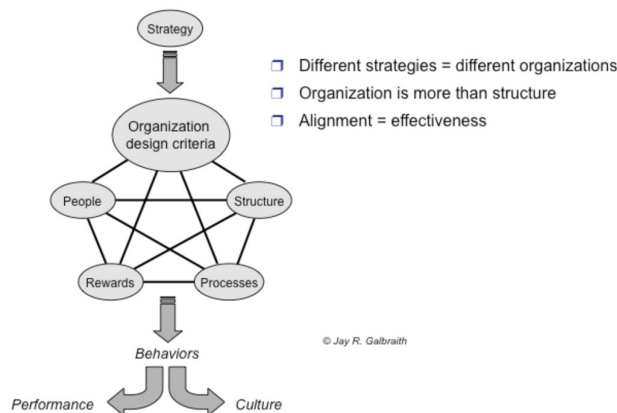 Strategy
❐ Different strategies = different organizations
❐ Organization is more than structure
❐ Alignment = effectiveness
Organization
design criteria
People
Structure
Rewards
Processes
Behaviors
© Jay R. Galbraith
Performance
Culture